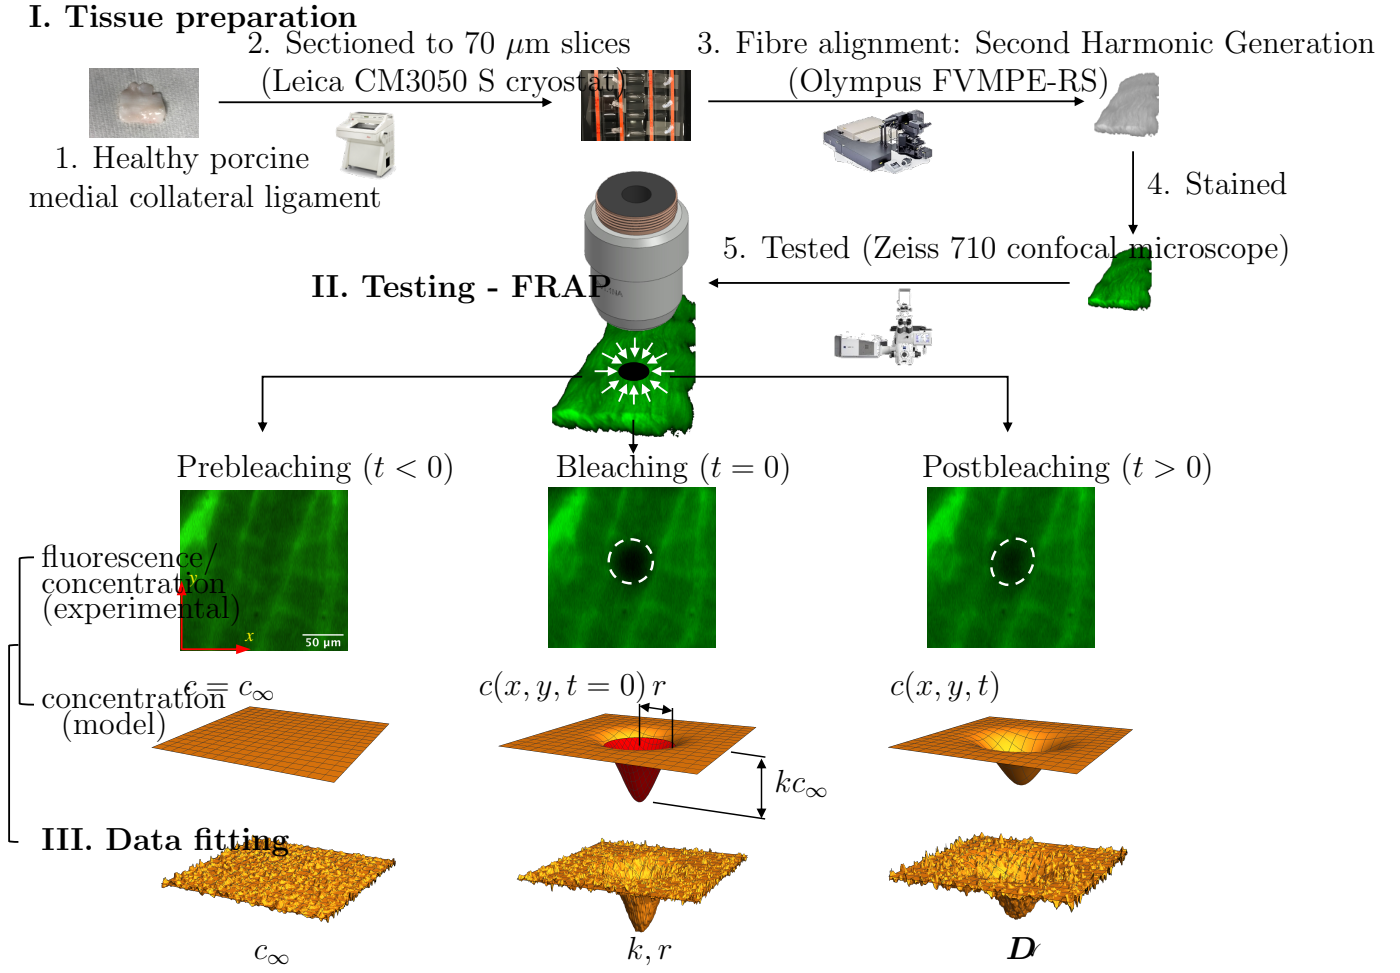 I. Tissue preparation
2. Sectioned to 70 μm slices
(Leica CM3050 S cryostat)
3. Fibre alignment: Second Harmonic Generation
(Olympus FVMPE-RS)
1. Healthy porcine
medial collateral ligament
4. Stained
5. Tested (Zeiss 710 confocal microscope)
II. Testing - FRAP
Prebleaching (t < 0)
Bleaching (t = 0)
Postbleaching (t > 0)
fluorescence/
concentration
(experimental)
y
x
50 μm
concentration
(model)
c = c∞
c(x, y, t = 0)
r
c(x, y, t)
kc∞
III. Data fitting
c∞
k, r
D